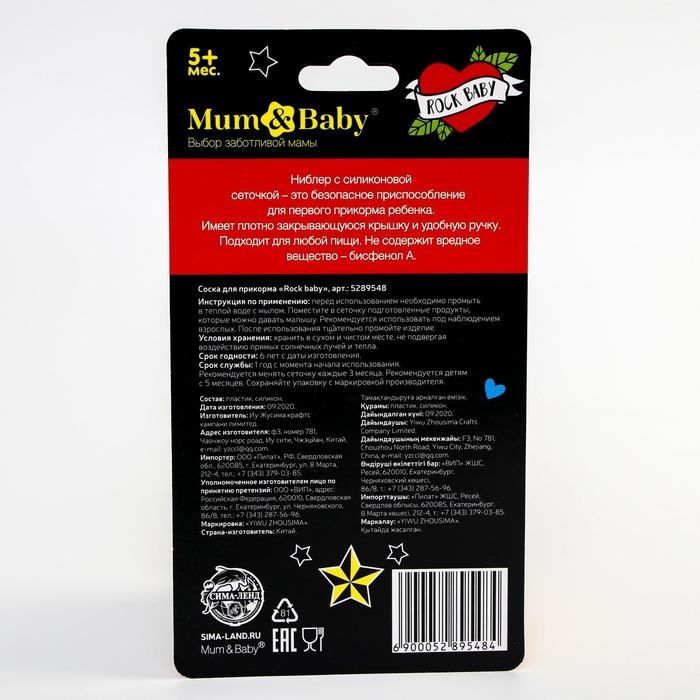 5+
мес.
Mum&Baby®
Выбор заботливой мамы
ROCK BABY
Ниблер с силиконовой
сеточкой – это безопасное приспособление
для первого прикорма ребенка.
Имеет плотно закрывающуюся крышку и удобную ручку.
Подходит для любой пищи. Не содержит вредное
вещество – бисфенол А.
Соска для прикорма «Rock baby», арт.: 5289548
Инструкция по применению: перед использованием необходимо промыть
в теплой воде с мылом. Поместите в сеточку подготовленные продукты,
которые можно давать малышу. Рекомендуется использовать под наблюдением
взрослых. После использования тщательно промойте изделие.
Условия хранения: хранить в сухом и чистом месте, не подвергая
воздействию прямых солнечных лучей и тепла.
Срок годности: 6 лет с даты изготовления.
Срок службы: 1 год с момента начала использования.
Рекомендуется менять сеточку каждые 3 месяца. Рекомендуется детям
с 5 месяцев. Сохраняйте упаковку с маркировкой производителя.
Состав: пластик, силикон.
Дата изготовления: 09.2020.
Изготовитель: Иу Жусима крафтс
кампани лимитед.
Адрес изготовителя: ф3, номер 781,
Чаочжоу норс роад, Иу сити, Чжэцзян, Китай,
e-mail: yzccl@qq.com.
Импортер: ООО «Пилат», РФ, Свердловская
обл., 620085, г. Екатеринбург, ул. 8 Марта,
212-4, тел.: +7 (343) 379-03-85.
Уполномоченное изготовителем лицо по
принятию претензий: ООО «ВИП», адрес:
Российская Федерация, 620010, Свердловская
область, г. Екатеринбург, ул. Черняховского,
86/8, тел.: +7 (343) 287-56-96.
Маркировка: «YIWU ZHOUSIMA».
Страна-изготовитель: Китай.
Тамақтандыруға арналған емізік.
Құрамы: пластик, силикон.
Дайындалған күні: 09.2020.
Дайындаушы: Yiwu Zhousima Crafts
Company Limited.
Дайындаушының мекенжайы: F3, No 781,
Chouzhou North Road, Yiwu City, Zhejiang,
China, e-mail: yzccl@qq.com.
Өндіруші өкілеттігі бар: «ВИП» ЖШС,
Ресей, 620010, Екатеринбург,
Черняховский көшесі,
86/8, т.: +7 (343) 287-56-96.
Импорттаушы: «Пилат» ЖШС, Ресей,
Свердлов облысы, 620085, Екатеринбург,
8 Марта көшесі, 212-4, т.: +7 (343) 379-03-85.
Маркалау: «YIWU ZHOUSIMA».
Қытайда жасалған.
СИМА-ЛЕНД
SIMA-LAND.RU
Mum & Baby®
81
EAC
6 900052 895484